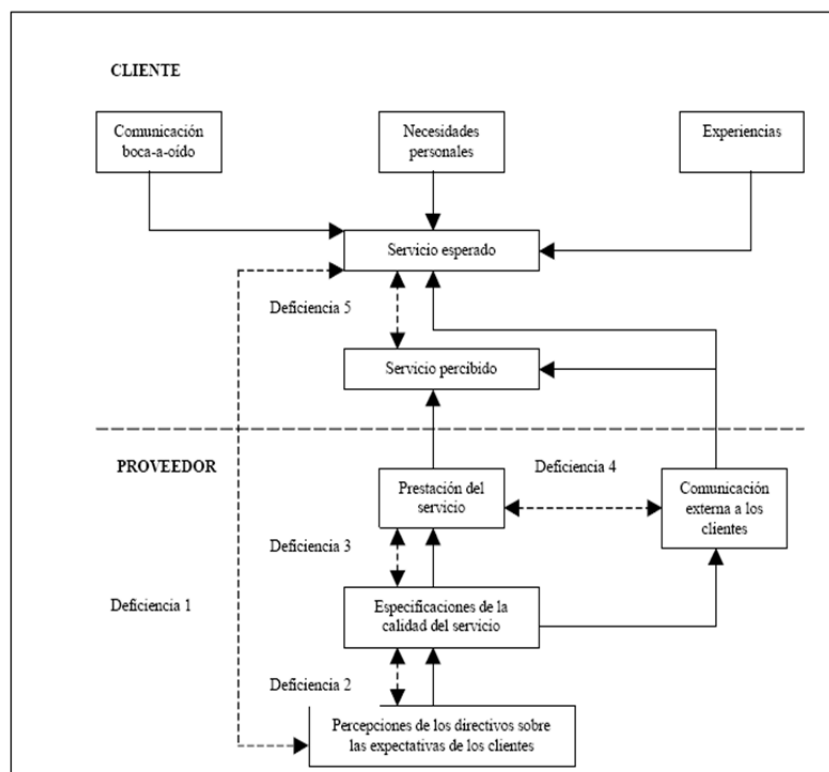 CLIENTE
Comunicación
boca-a-oído
Necesidades
personales
Experiencias
Servicio esperado
Deficiencia 5
Servicio percibido
PROVEEDOR
Deficiencia 4
Prestación del
servicio
Comunicación
externa a los
clientes
Deficiencia 3
Deficiencia 1
Especificaciones de la
calidad del servicio
Deficiencia 2
Percepciones de los directivos sobre
las expectativas de los clientes